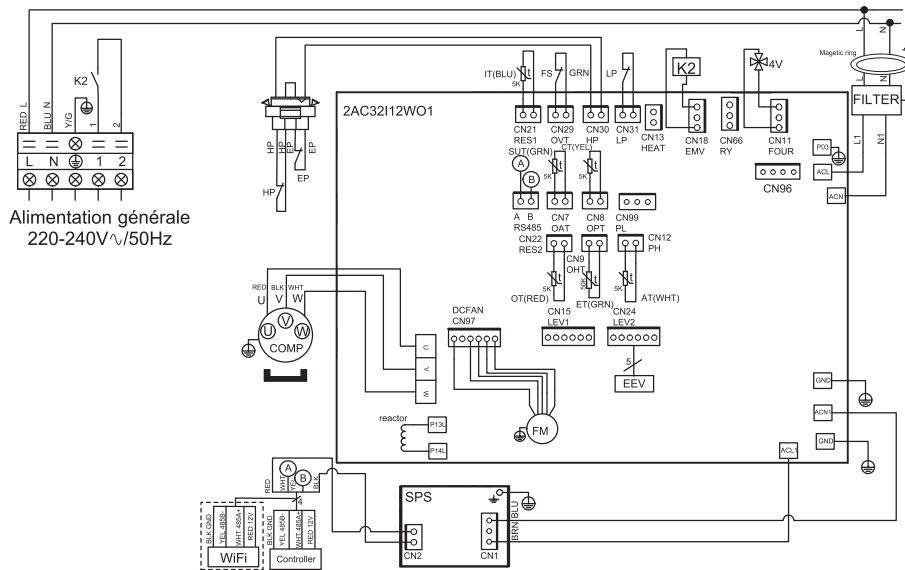 RED L
BLU N
Y/G
1
2
K2
L N 1 2
Alimentation générale
220-240V∿/50Hz
HP
HP
EP
EP
EP
HP
2AC32I12WO1
IT(BLU)
5K
t
FS
GRN
LP
K2
4V
CN21
RES1
CN29
OVT
CN30
HP
CN31
LP
CN13
HEAT
CN18
EMV
CN66
RY
CN11
FOUR
L
N
Magetic ring
L
N
FILTER
L1
N1
P03
ACL
ACN
CN96
SUT(GRN)
CT(YEL)
A
B
5K
t
5K
t
A B
RS485
CN7
OAT
CN8
OPT
CN99
PL
CN22
RES2
CN9
OHT
CN12
PH
5K
t
50K
t
5K
t
OT(RED)
ET(GRN)
AT(WHT)
CN15
LEV1
CN24
LEV2
5
EEV
RED BLK WHT
U V W
U
V
W
COMP
DCFAN
CN97
U
V
W
FM
reactor
P13L
P14L
GND
ACN1
GND
ACL1
RED
WHT
YEL
BLK
A
B
4
BLK GND
YEL 485B-
WHT 485A+
RED 12V
WiFi
BLK GND
YEL 485B-
WHT 485A+
RED 12V
Controller
SPS
CN2
CN1
BLU
BRN